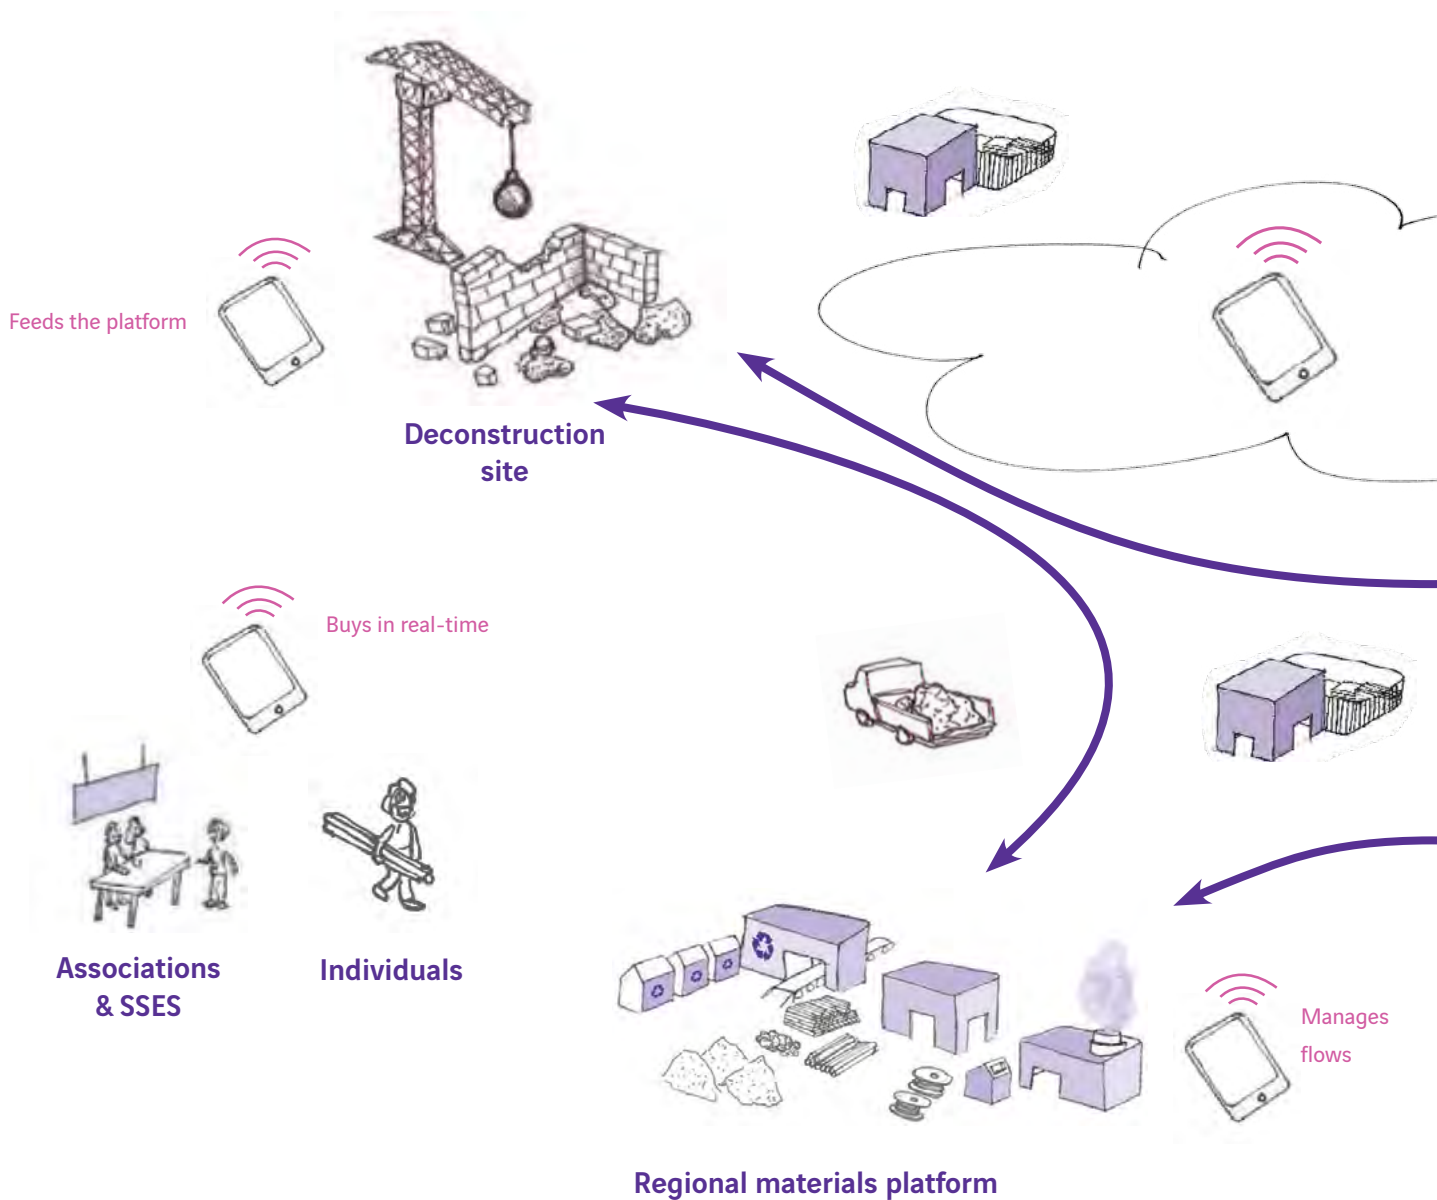 Feeds the platform
Deconstruction
site
Buys in real-time
Associations
& SSES
Individuals
Manages
flows
Regional materials platform